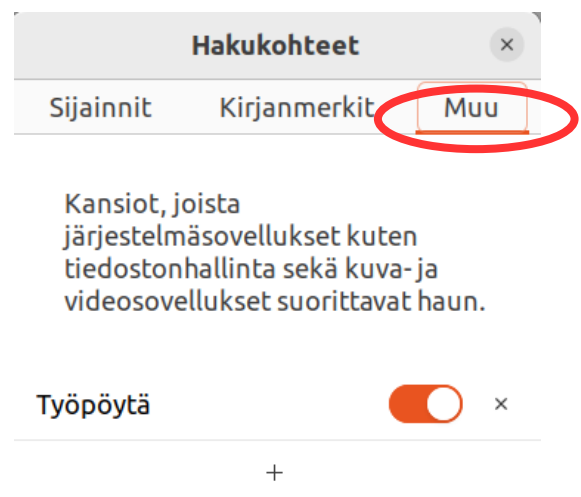 Hakukohteet
Sijainnit Kirjanmerkit Muu
Kansiot, joista
järjestelmäsovellukset kuten
tiedostonhallinta sekä kuva- ja
videosovellukset suorittavat haun.
Työpöytä